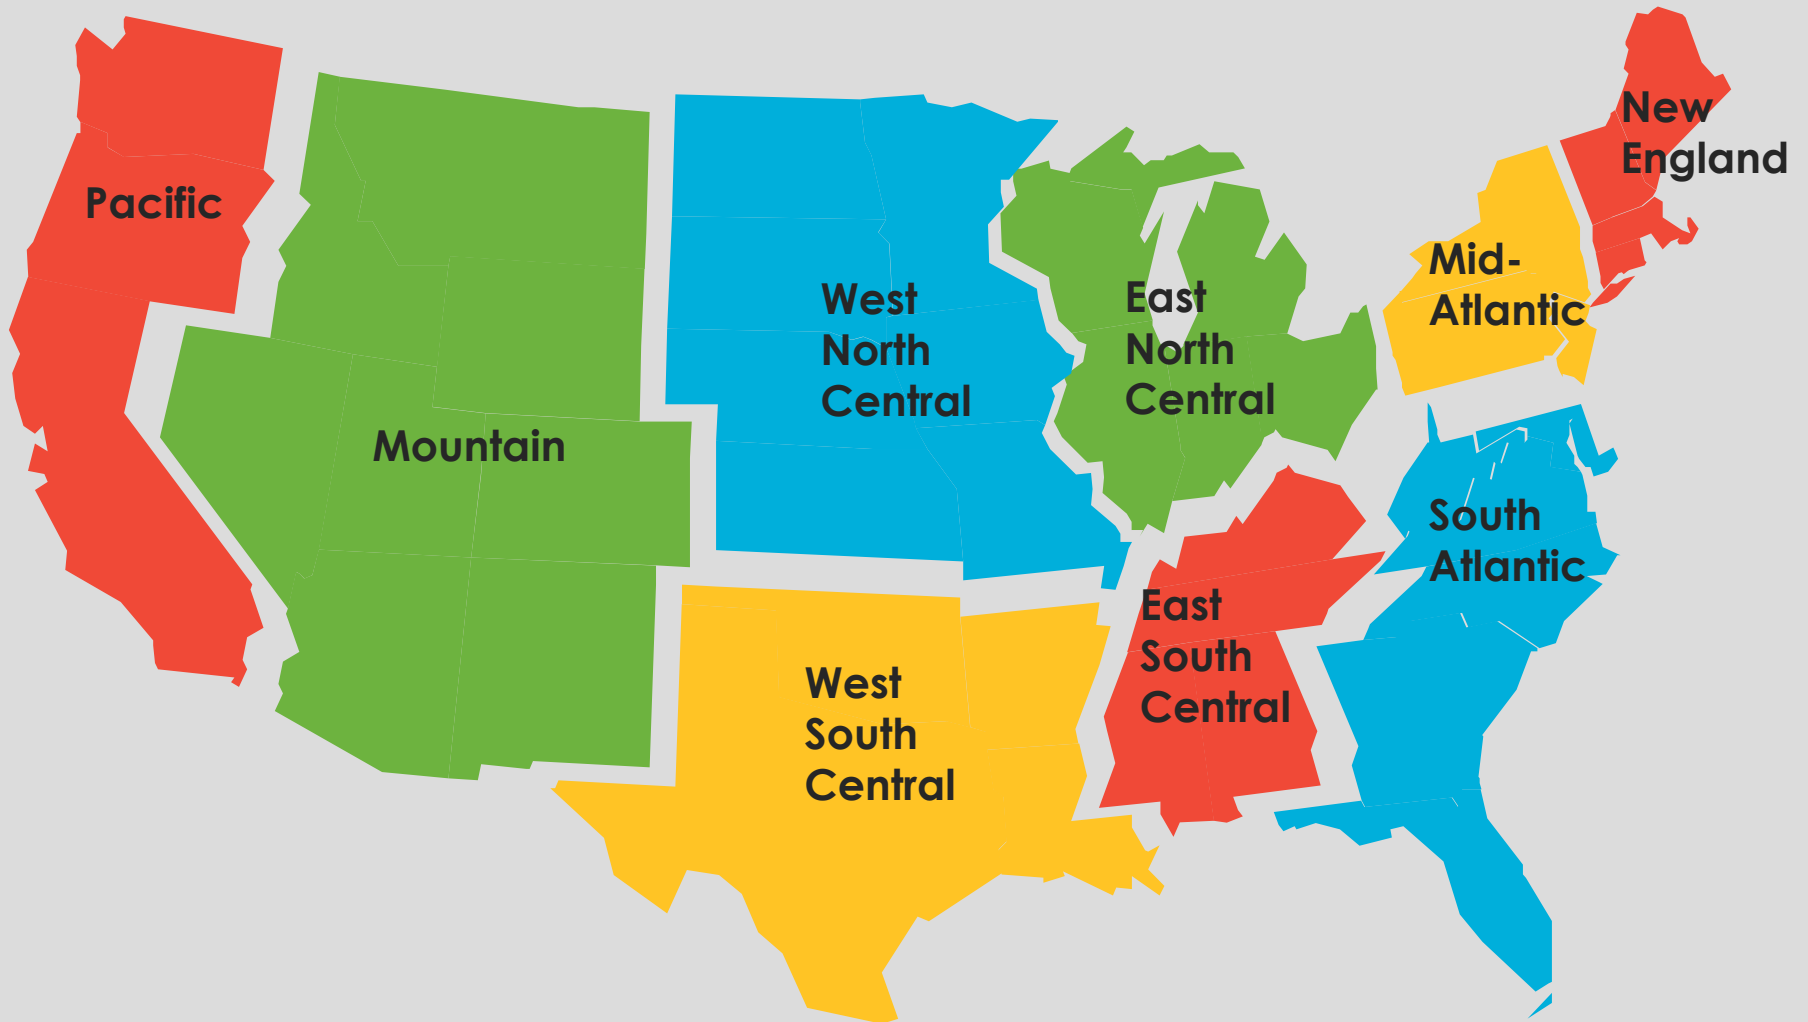 New
England
Pacific
Mid-
Atlantic
West
North
Central
East
North
Central
Mountain
South
Atlantic
East
South
Central
West
South
Central